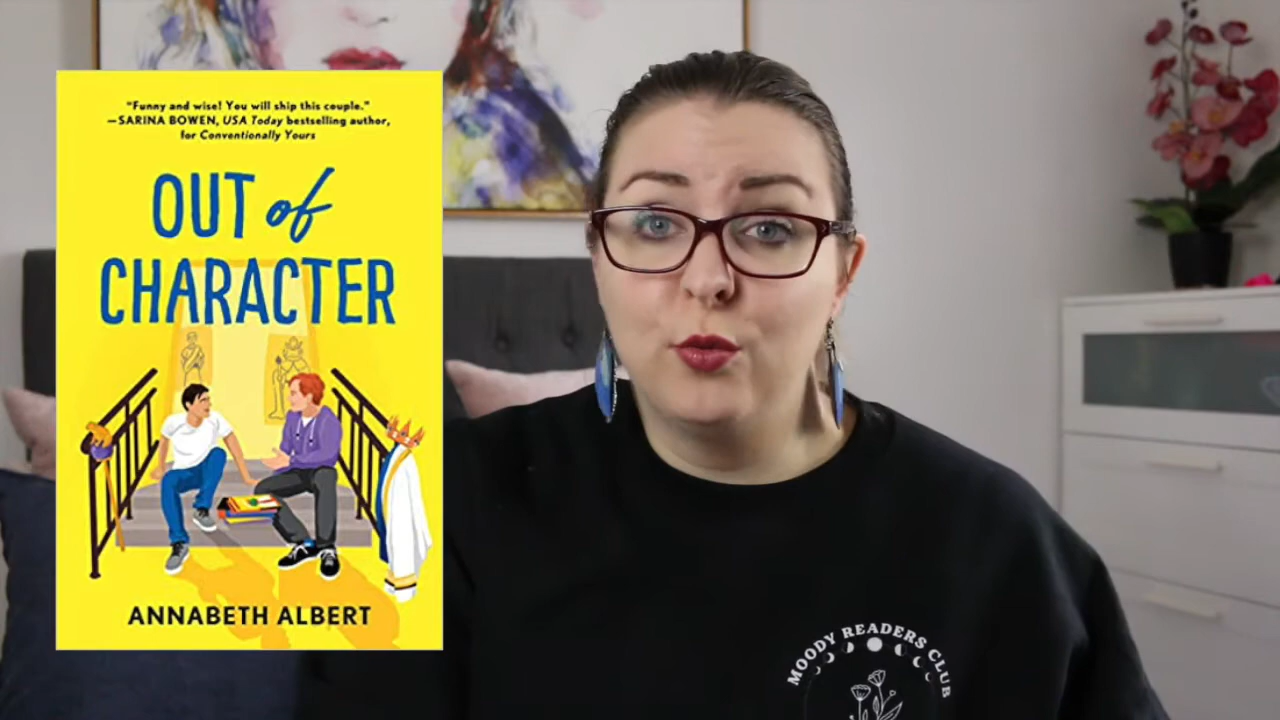 "Funny and wise! You will ship this couple."
—SARINA BOWEN, USA Today bestselling author,
for Conventionally Yours
OUT of
CHARACTER
ANNABETH ALBERT
MOODY READERS CLUB